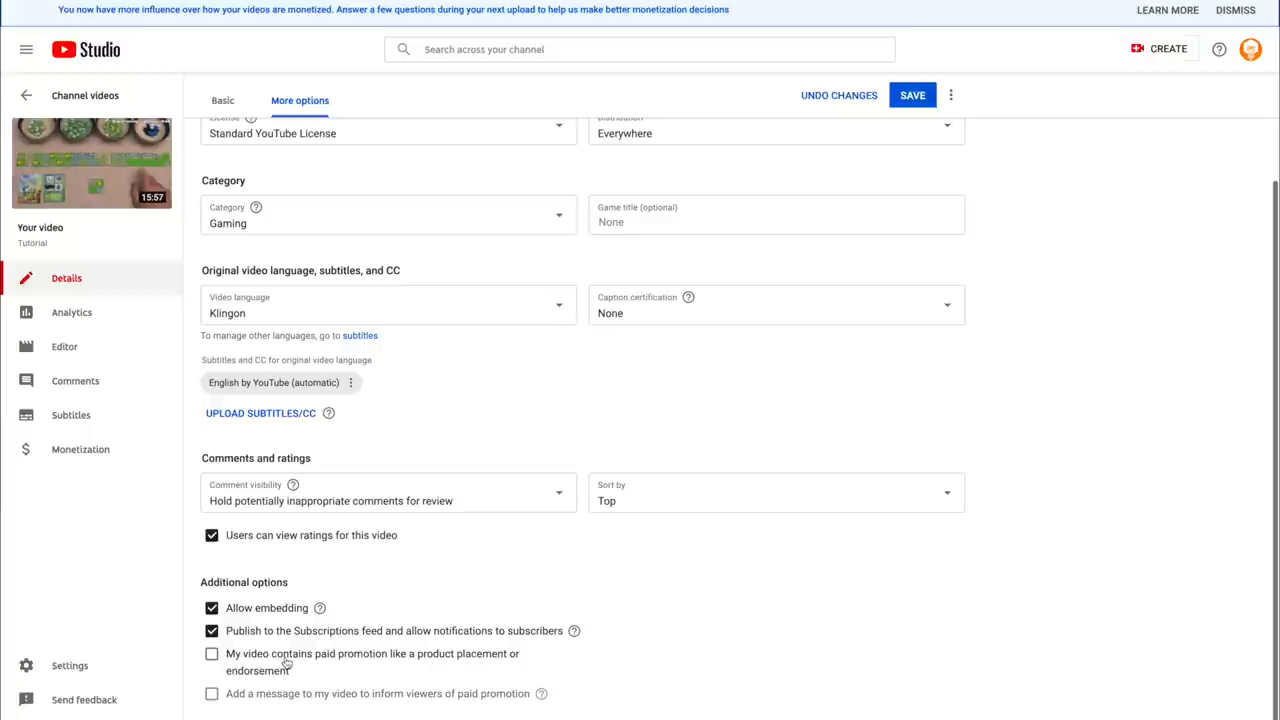 You now have more influence over how your videos are monetized. Answer a few questions during your next upload to help us make better monetization decisions
LEARN MORE
DISMISS
Studio
Search across your channel
CREATE
Channel videos
Basic
More options
UNDO CHANGES
SAVE
License
Distribution
Standard YouTube License
Everywhere
15:57
Your video
Tutorial
Details
Analytics
Editor
Comments
Subtitles
Monetization
Settings
Send feedback
Category
Category
Gaming
Game title (optional)
None
Original video language, subtitles, and CC
Video language
Klingon
Caption certification
None
To manage other languages, go to subtitles
Subtitles and CC for original video language
English by YouTube (automatic)
UPLOAD SUBTITLES/CC
Comments and ratings
Comment visibility
Hold potentially inappropriate comments for review
Sort by
Top
Users can view ratings for this video
Additional options
Allow embedding
Publish to the Subscriptions feed and allow notifications to subscribers
My video contains paid promotion like a product placement or
endorsement
Add a message to my video to inform viewers of paid promotion